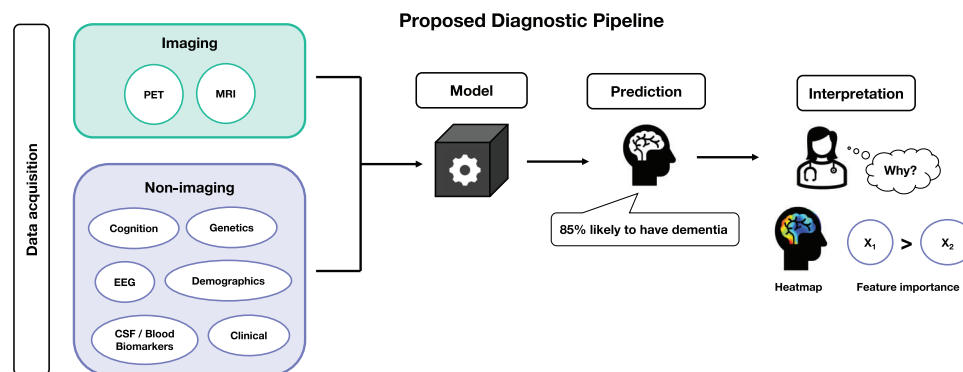 Proposed Diagnostic Pipeline
Data acquisition
Imaging
PET
MRI
Non-imaging
Cognition
Genetics
EEG
Demographics
CSF / Blood
Biomarkers
Clinical
Model
Prediction
85% likely to have dementia
Interpretation
Why?
Heatmap
X₁ > X₂
Feature importance